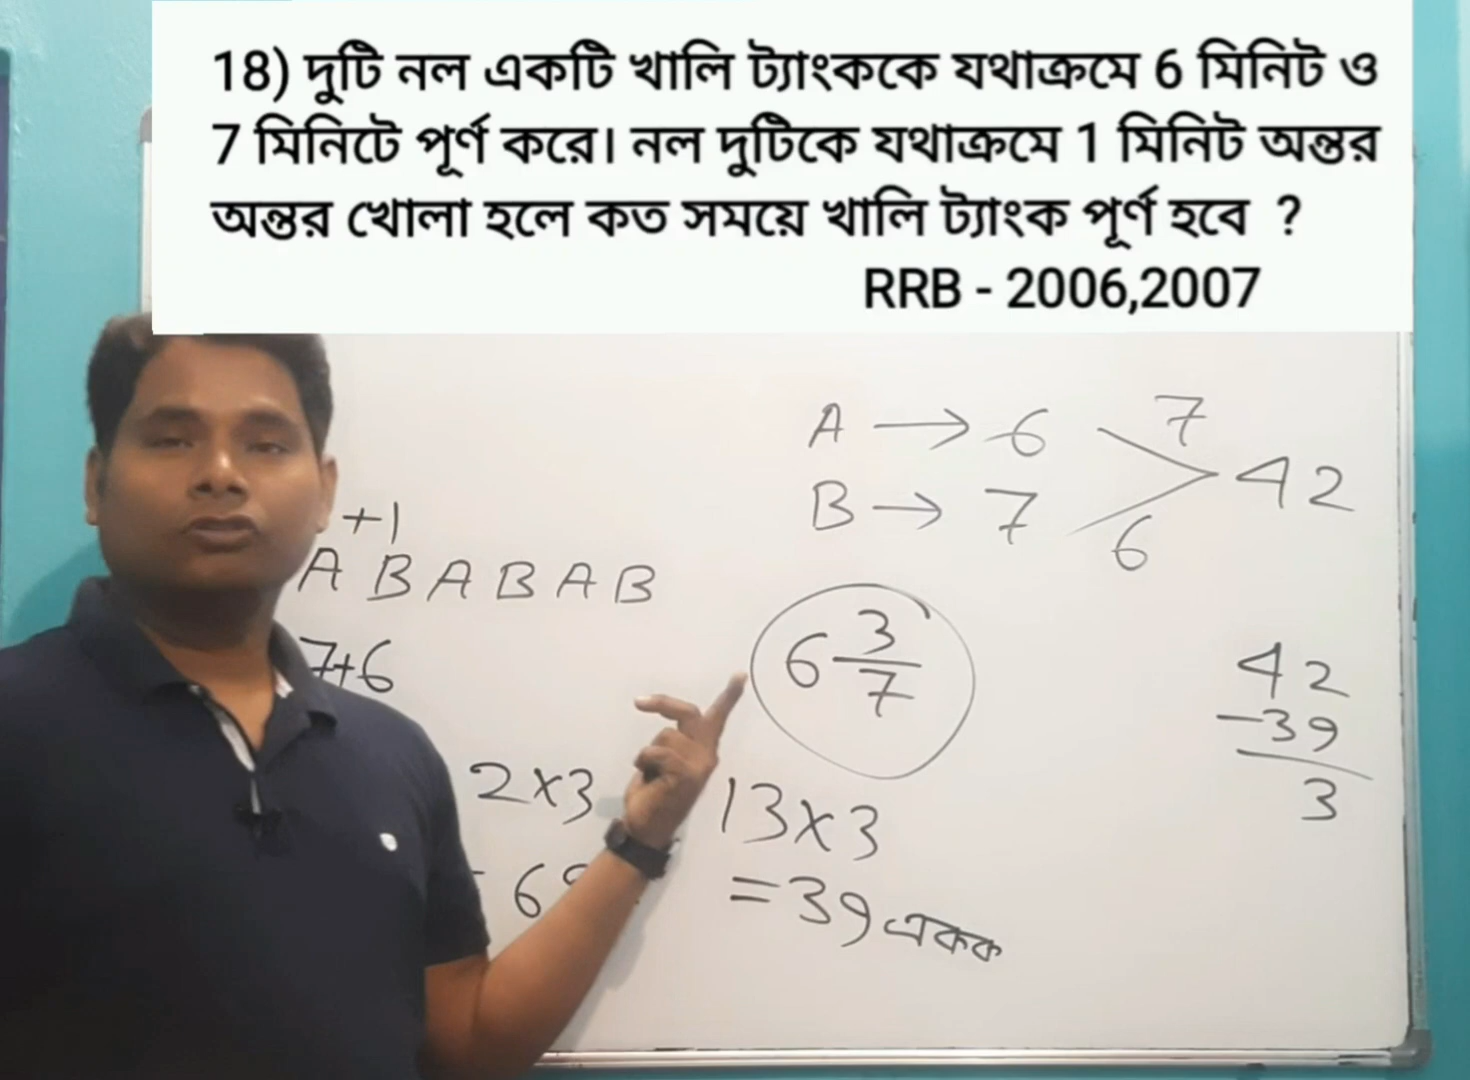 18) দুটি নল একটি খালি ট্যাংককে যথাক্রমে 6 মিনিট ও
7 মিনিটে পূর্ণ করে। নল দুটিকে যথাক্রমে 1 মিনিট অন্তর
অন্তর খোলা হলে কত সময়ে খালি ট্যাংক পূর্ণ হবে ?
RRB - 2006,2007
A → 6 7
42
B → 7 6
+1
A B A B A B
7+6
6 3/7
42
-39
3
2×3
6
13×3
=39 একক